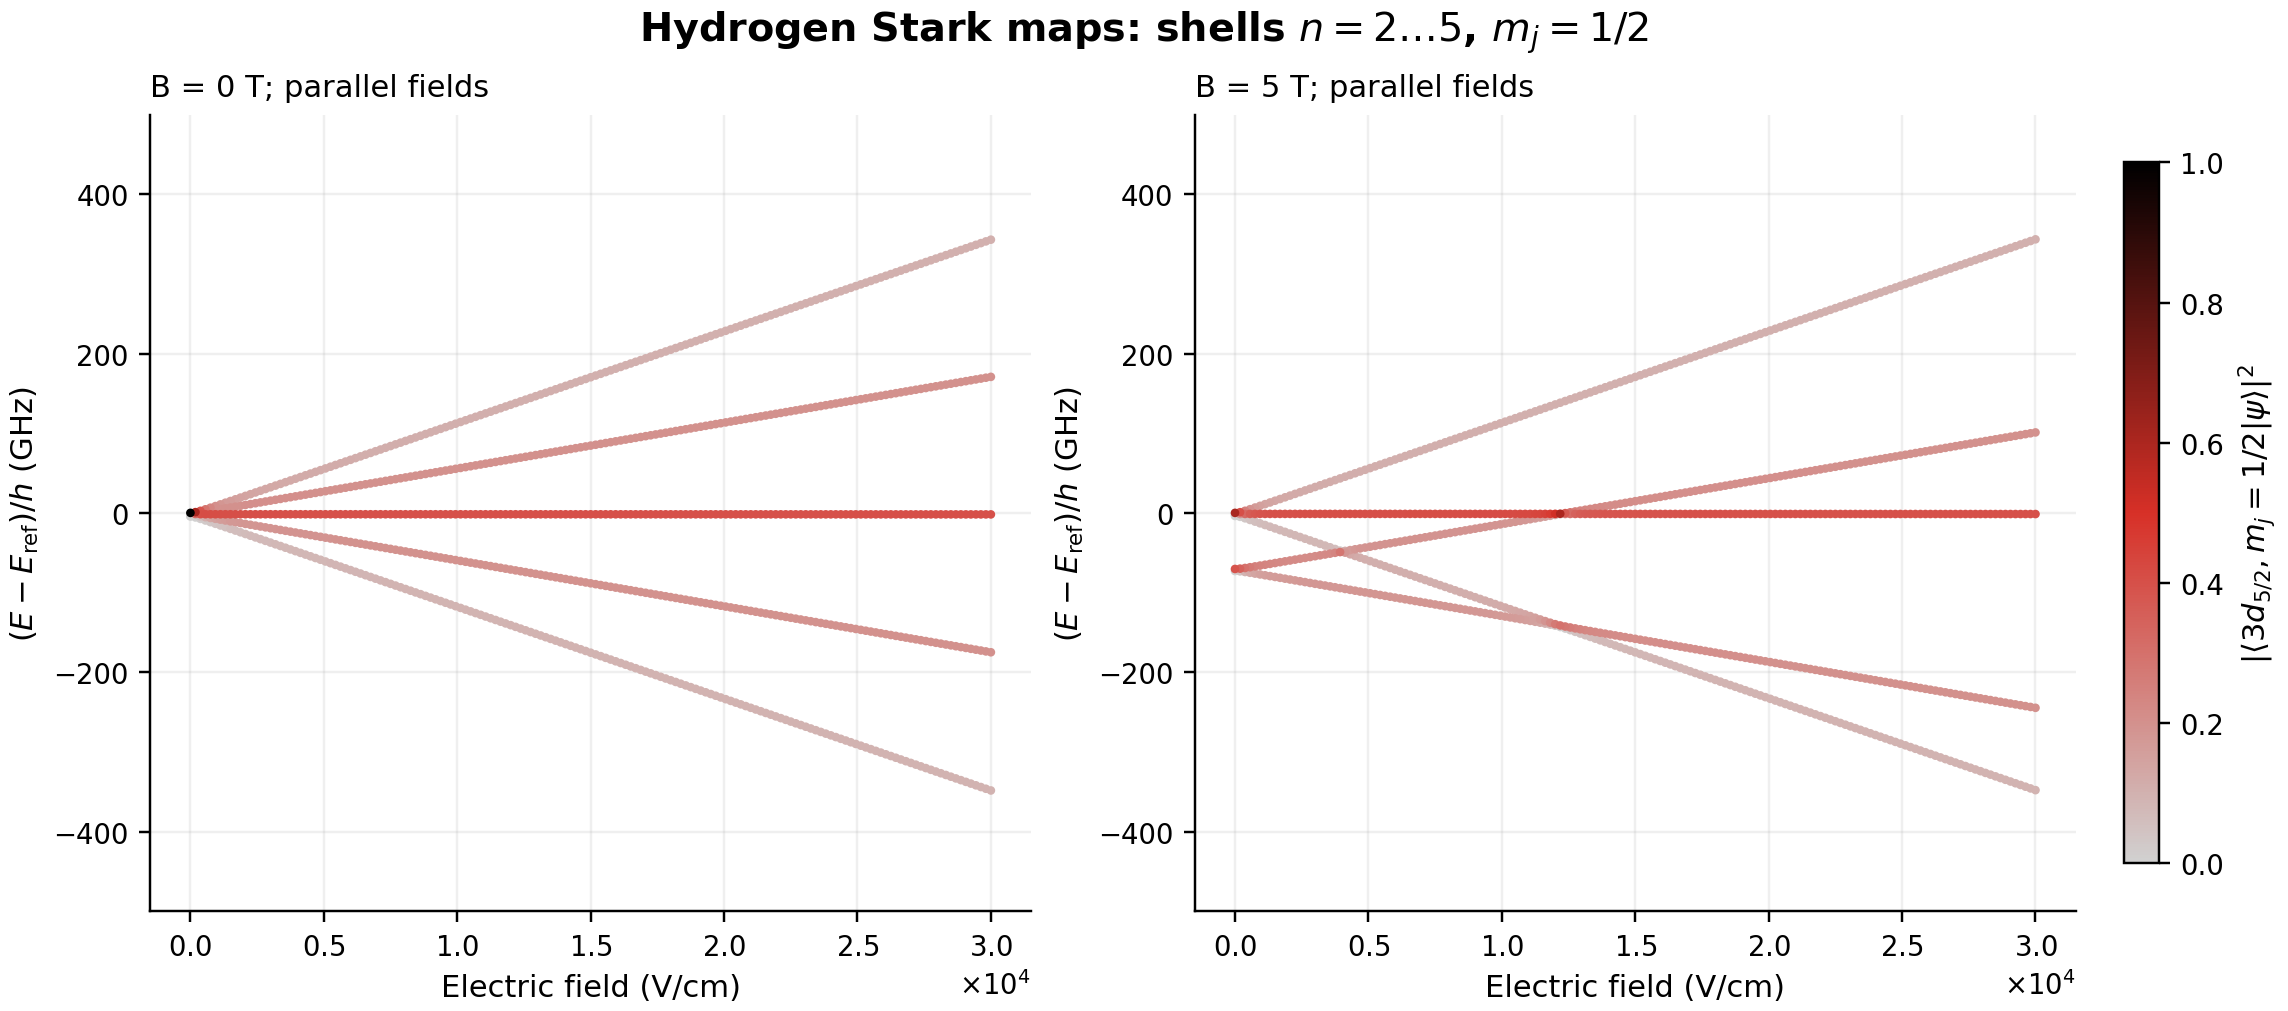 Hydrogen Stark maps: shells n = 2...5, m_j = 1/2
B = 0 T; parallel fields
(E − E_ref)/h (GHz)
400
200
0
−200
−400
0.0 0.5 1.0 1.5 2.0 2.5 3.0
×10^4
Electric field (V/cm)
B = 5 T; parallel fields
(E − E_ref)/h (GHz)
400
200
0
−200
−400
0.0 0.5 1.0 1.5 2.0 2.5 3.0
×10^4
Electric field (V/cm)
1.0
0.8
0.6
0.4
0.2
0.0
|⟨3d_{5/2}, m_j = 1/2|ψ⟩|^2